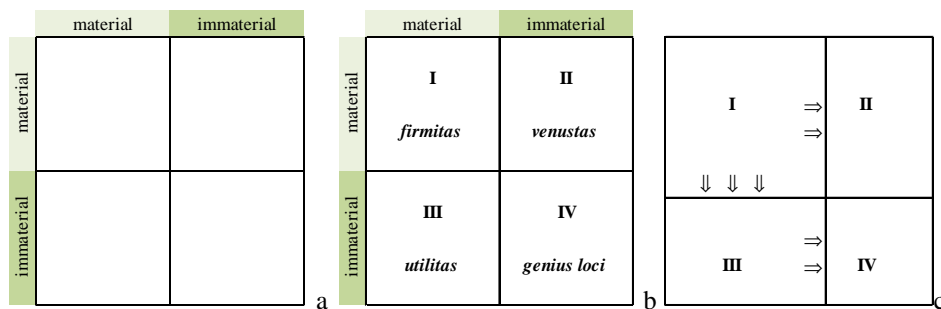 material immaterial
material
immaterial
a
material immaterial
material
I II
firmitas venustas
immaterial
III IV
utilitas genius loci
b
I ⇒ II
⇒
⇓ ⇓ ⇓
⇒
III ⇒ IV
c